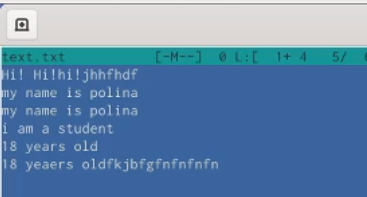 text.txt [-M--] 0 L:[ 1+ 4 5/
Hi! Hi!hi!jhhfhdf
my name is polina
my name is polina
i am a student
18 years old
18 yeaers oldfkjbfgfnfnfnfn